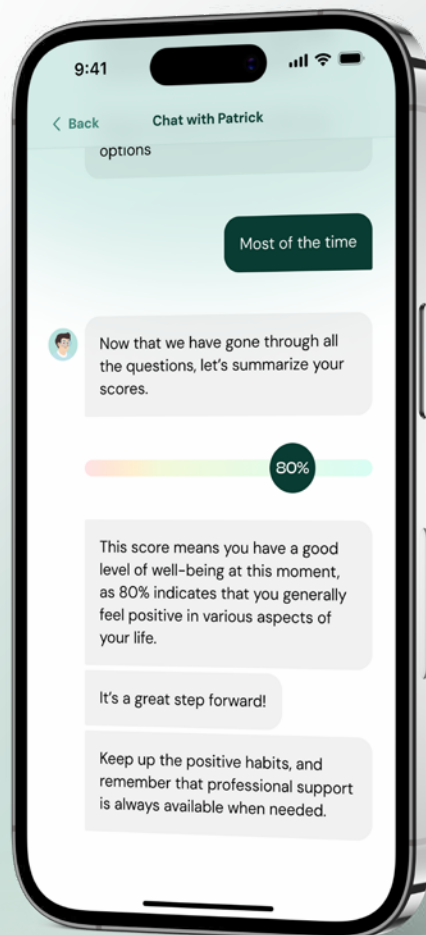 9:41
Back
Chat with Patrick
options
Most of the time
Now that we have gone through all
the questions, let's summarize your
scores.
80%
This score means you have a good
level of well-being at this moment,
as 80% indicates that you generally
feel positive in various aspects of
your life.
It's a great step forward!
Keep up the positive habits, and
remember that professional support
is always available when needed.